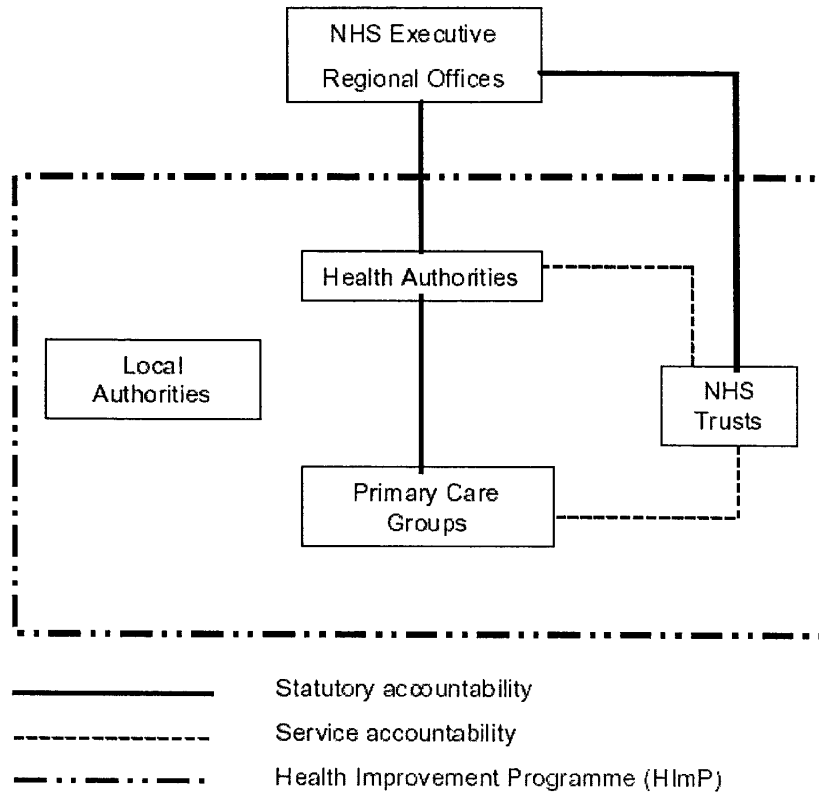 NHS Executive
Regional Offices
Health Authorities
Local
Authorities
NHS
Trusts
Primary Care
Groups
Statutory accountability
Service accountability
Health Improvement Programme (HImP)